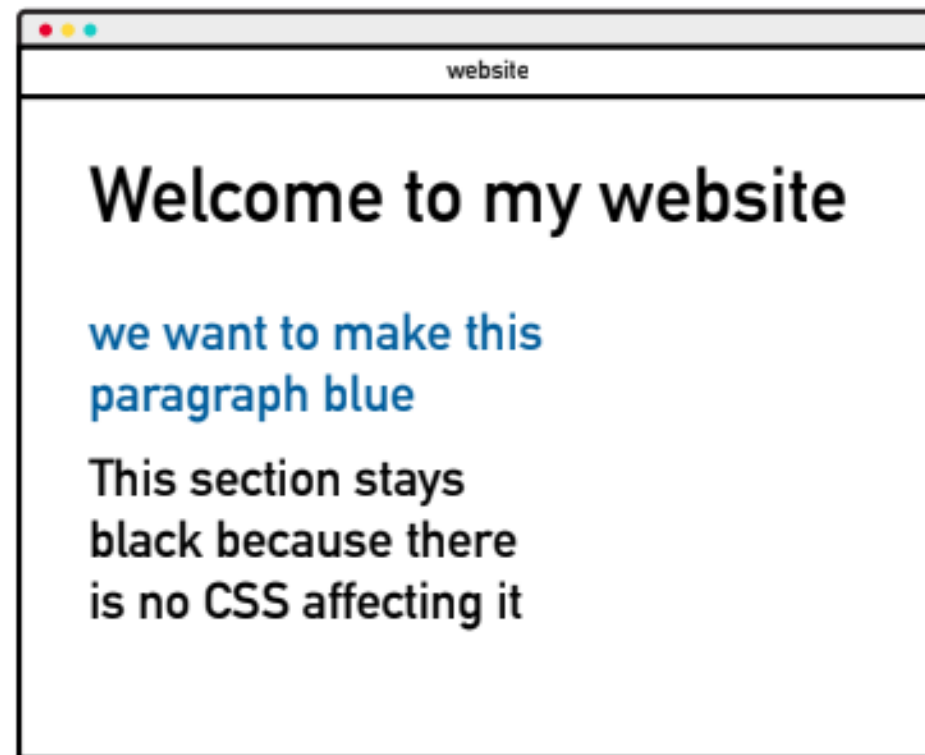 website
Welcome to my website
we want to make this
paragraph blue
This section stays
black because there
is no CSS affecting it